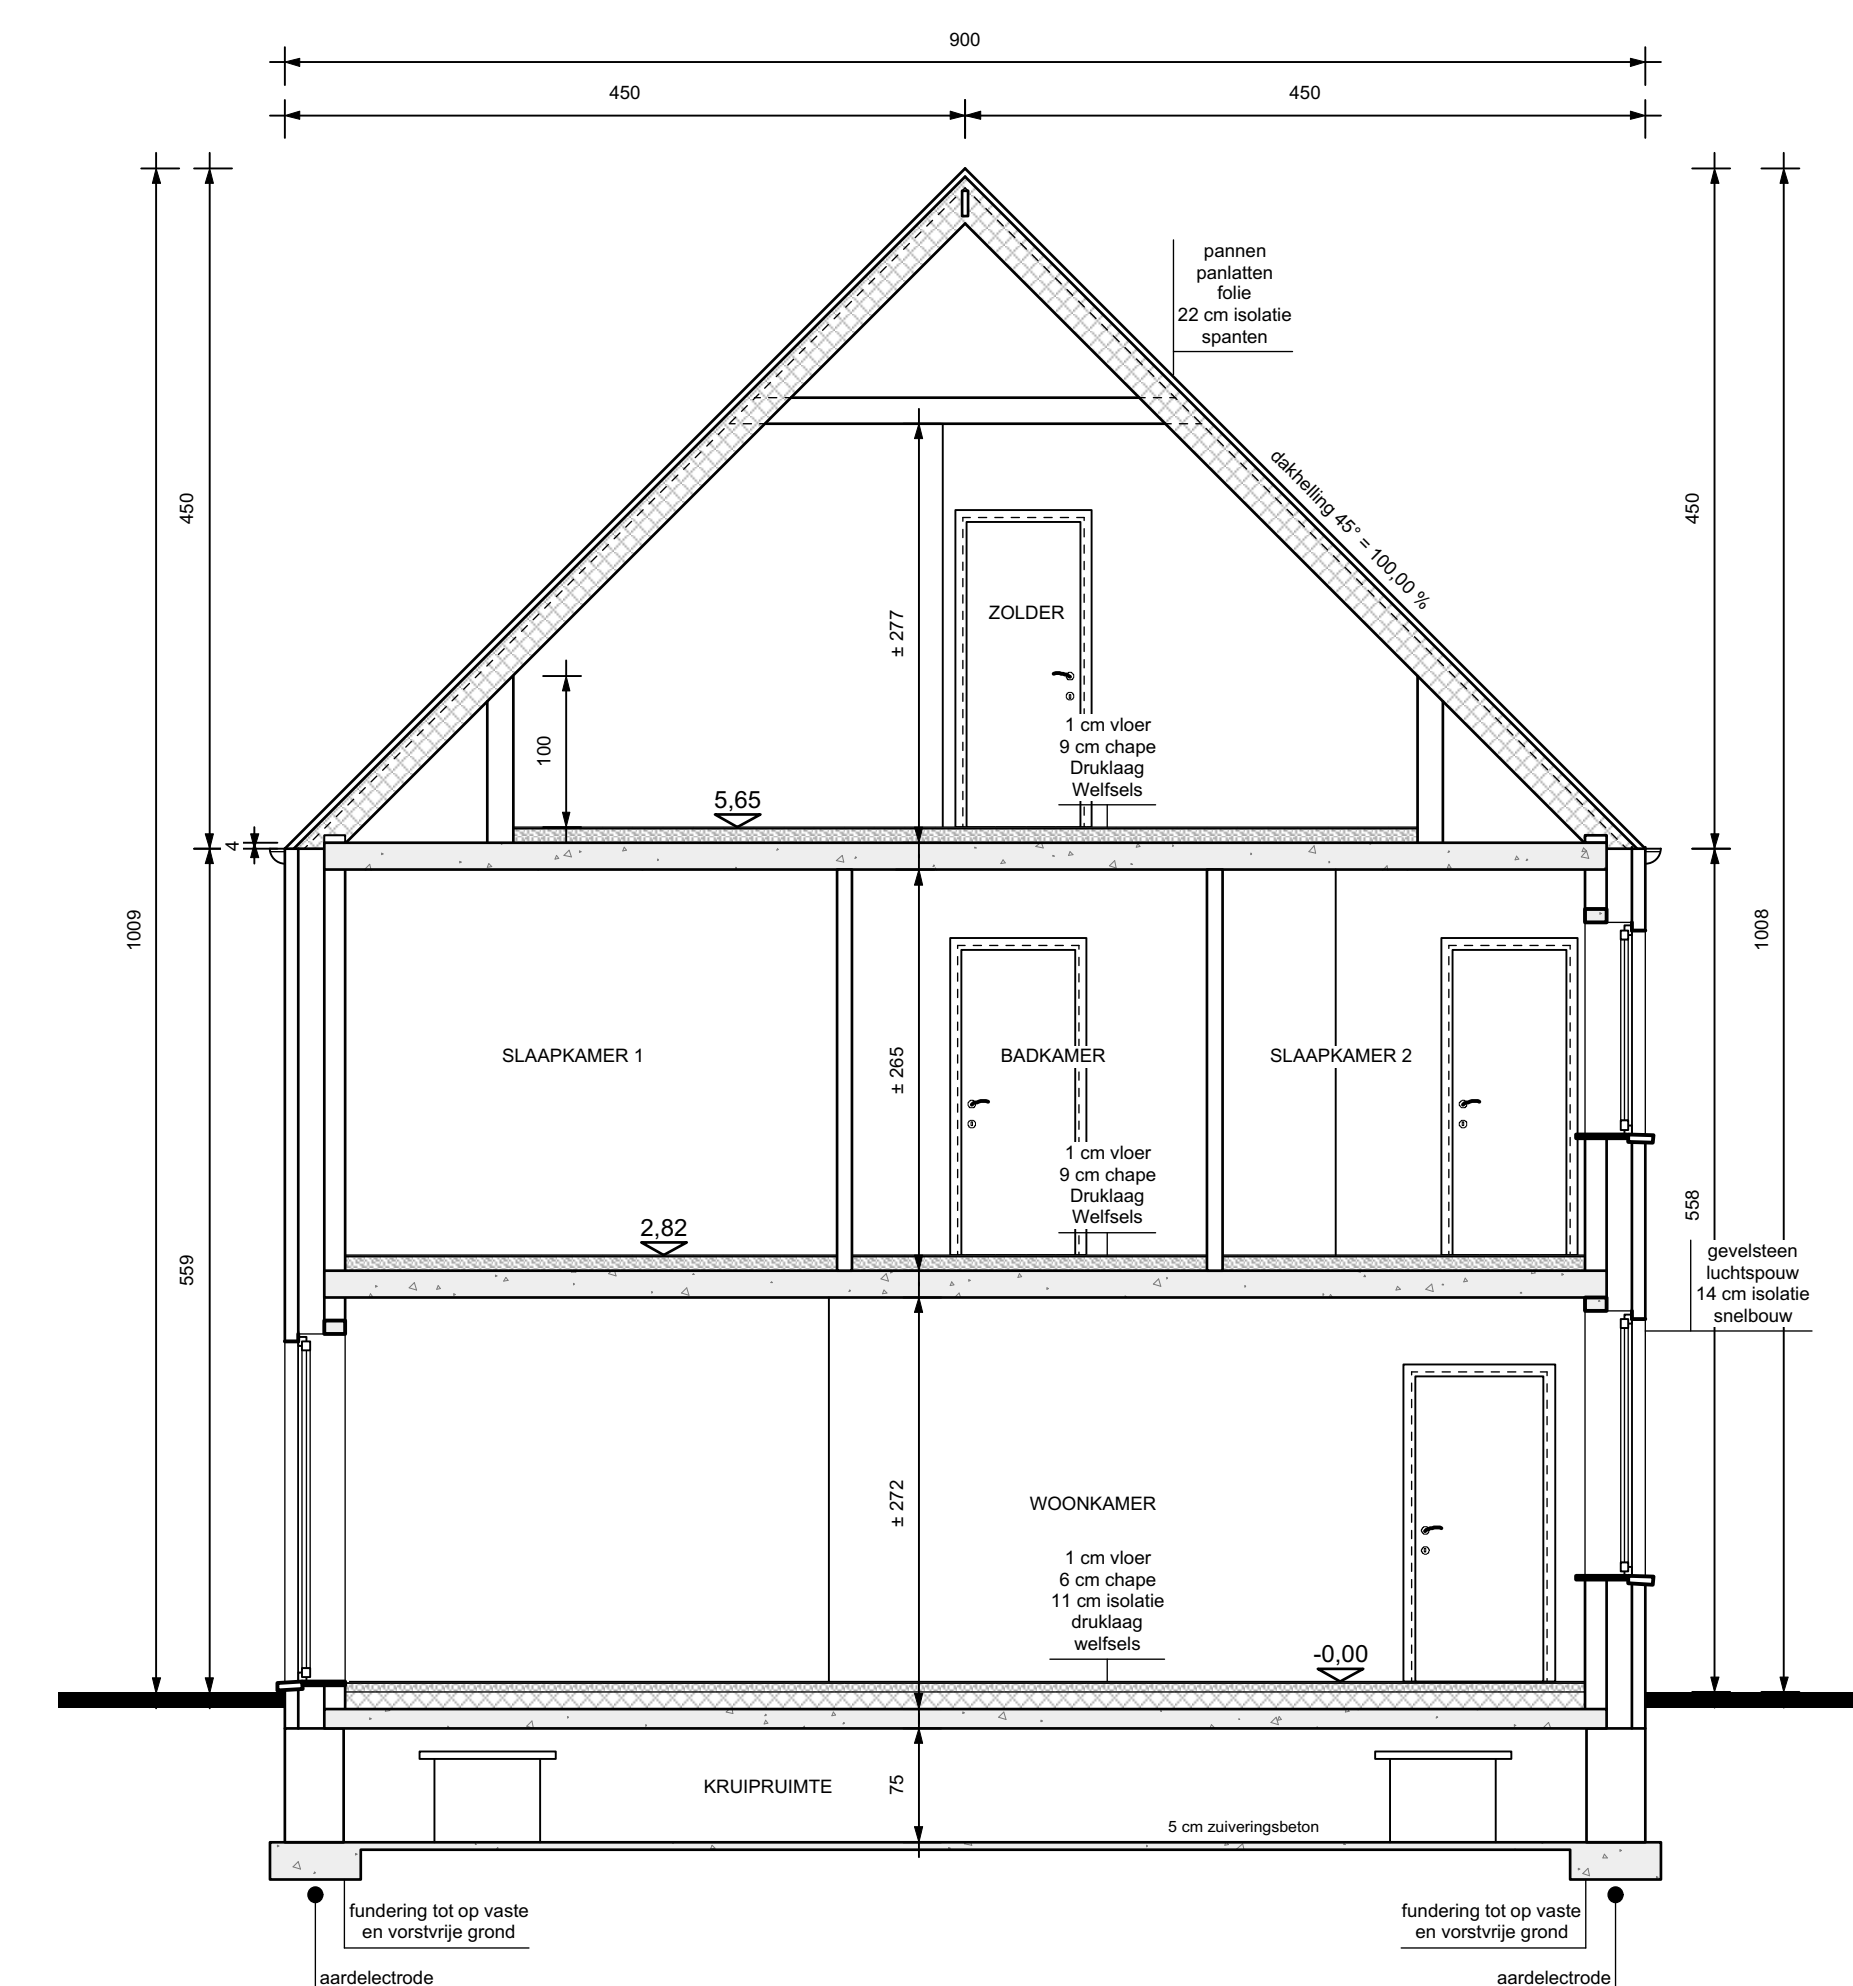 900
450
450
pannen
panlatten
folie
22 cm isolatie
spanten
dakhelling 45° = 100,00 %
450
450
± 277
ZOLDER
100
1 cm vloer
9 cm chape
Druklaag
Welfsels
5,65
4
1009
1008
SLAAPKAMER 1
± 265
BADKAMER
SLAAPKAMER 2
1 cm vloer
9 cm chape
Druklaag
Welfsels
2,82
559
558
gevelsteen
luchtspouw
14 cm isolatie
snelbouw
± 272
WOONKAMER
1 cm vloer
6 cm chape
11 cm isolatie
druklaag
welfsels
-0,00
KRUIPRUIMTE
75
5 cm zuiveringsbeton
fundering tot op vaste
en vorstvrije grond
fundering tot op vaste
en vorstvrije grond
aardelectrode
aardelectrode